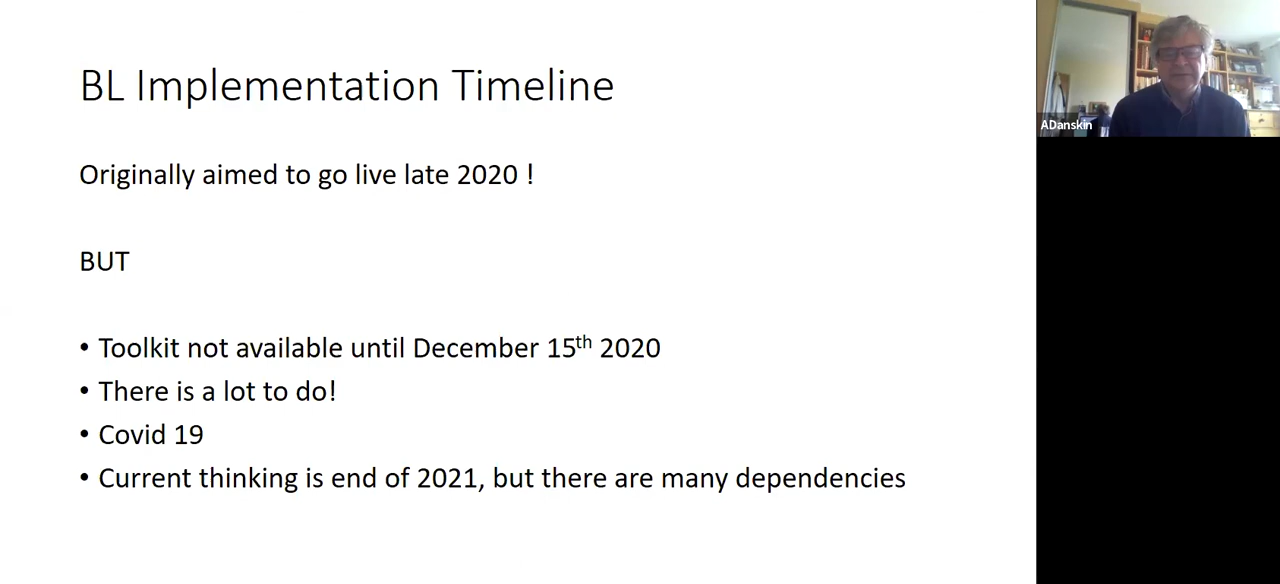 BL Implementation Timeline
Originally aimed to go live late 2020 !
BUT
• Toolkit not available until December 15th 2020
• There is a lot to do!
• Covid 19
• Current thinking is end of 2021, but there are many dependencies
ADanskin